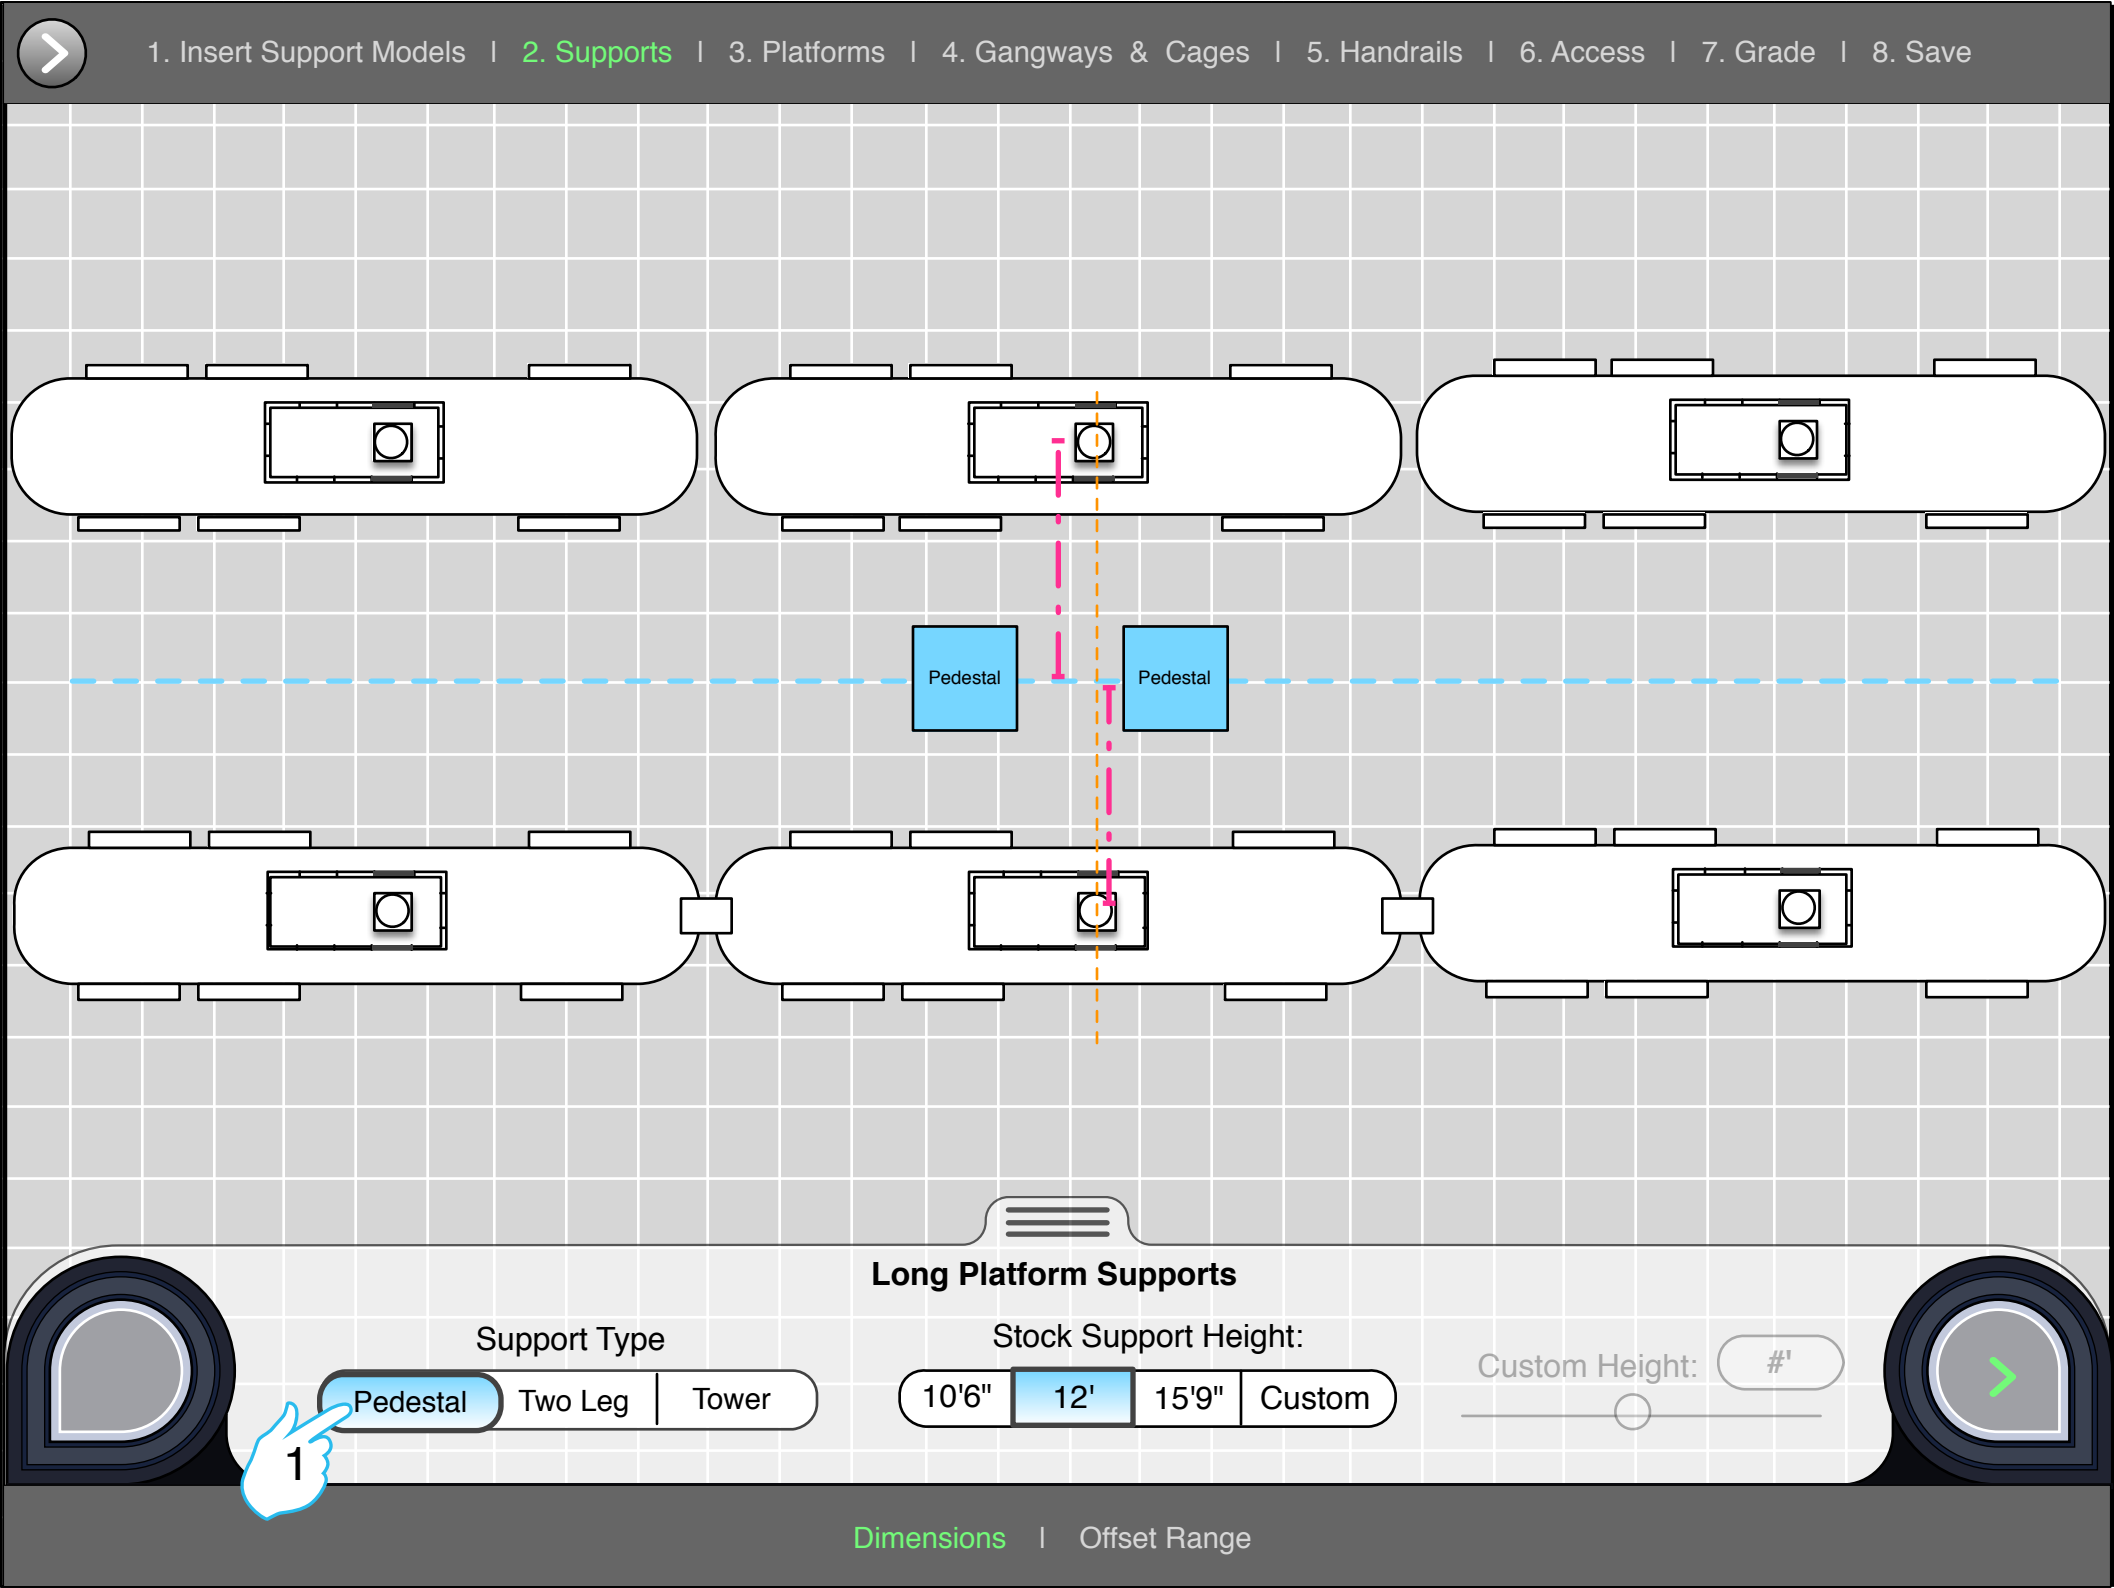 1. Insert Support Models | 2. Supports | 3. Platforms | 4. Gangways & Cages | 5. Handrails | 6. Access | 7. Grade | 8. Save
Pedestal Pedestal
Long Platform Supports
Support Type
Pedestal Two Leg Tower
1
Stock Support Height:
10'6" 12' 15'9" Custom
Custom Height: #'
Dimensions | Offset Range